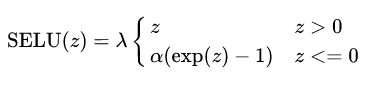 SELU(z) = λ { z z > 0
α(exp(z) − 1) z <= 0